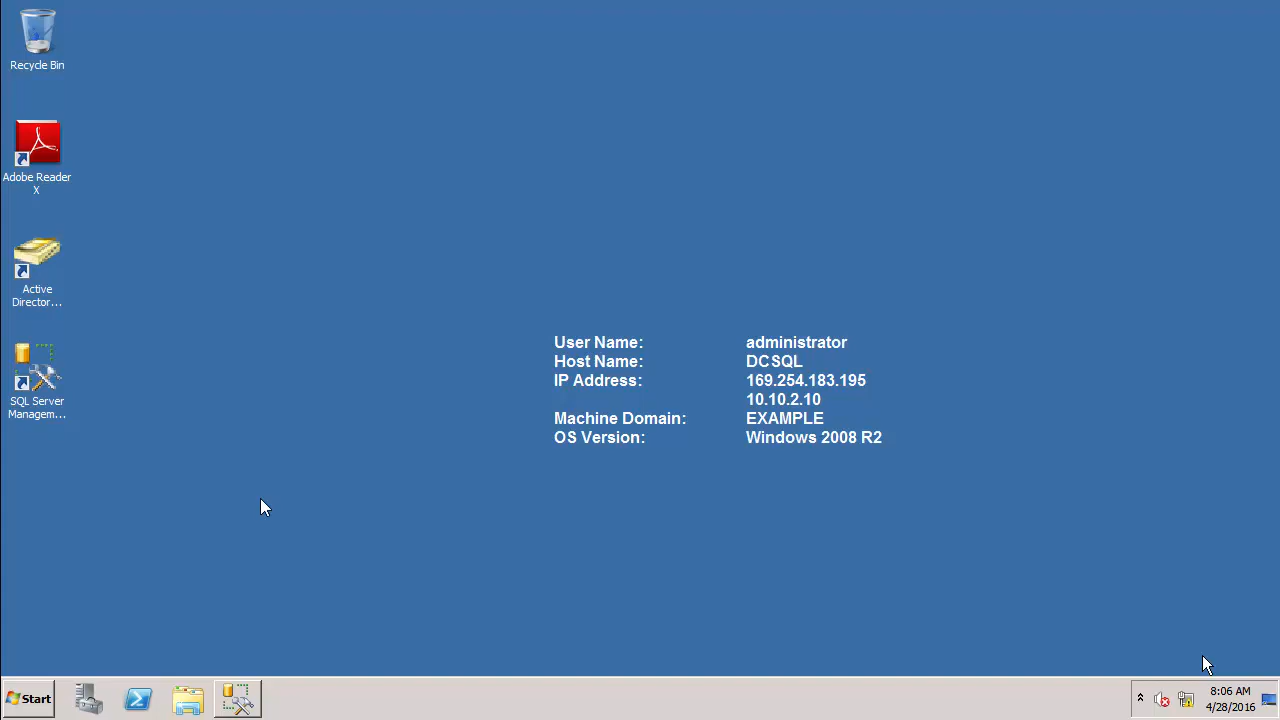 Recycle Bin
Adobe Reader
X
Active
Director...
SQL Server
Managem...
User Name: administrator
Host Name: DCSQL
IP Address: 169.254.183.195
10.10.2.10
Machine Domain: EXAMPLE
OS Version: Windows 2008 R2
Start
8:06 AM
4/28/2016